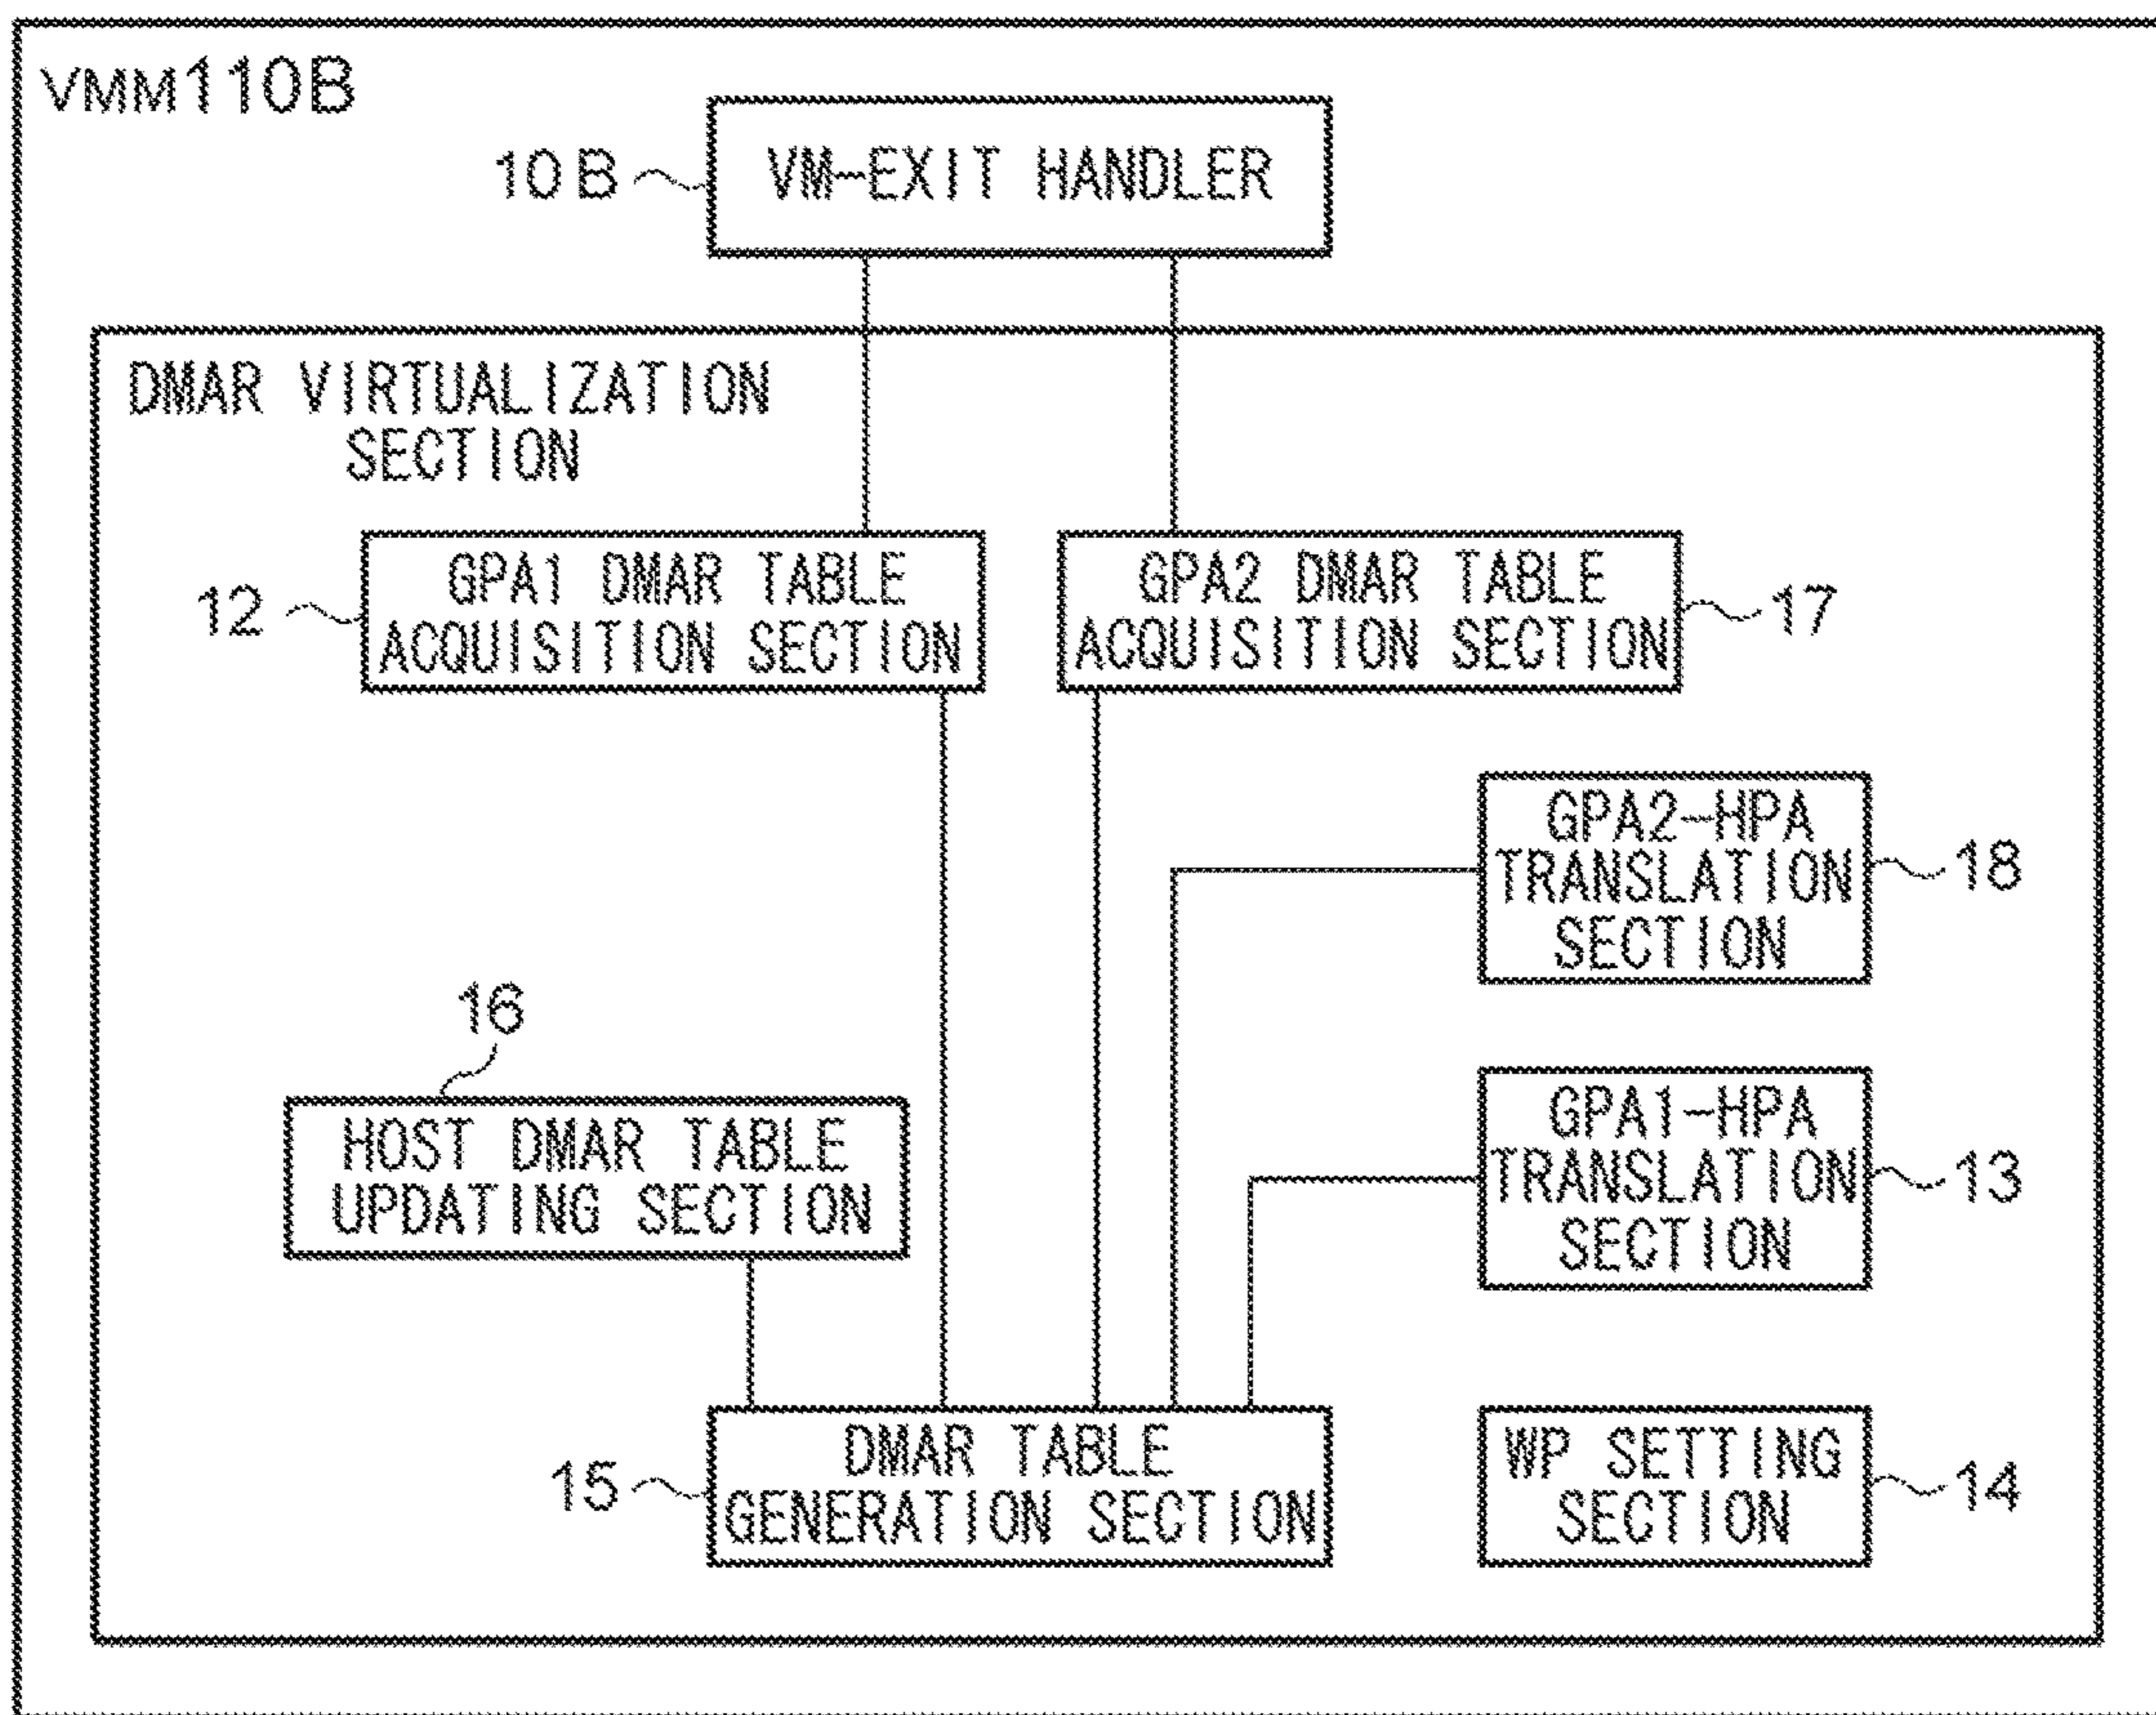 VMM110B
10B
VM-EXIT HANDLER
DMAR VIRTUALIZATION
SECTION
12
GPA1 DMAR TABLE
ACQUISITION SECTION
GPA2 DMAR TABLE
ACQUISITION SECTION
17
GPA2-HPA
TRANSLATION
SECTION
18
16
HOST DMAR TABLE
UPDATING SECTION
GPA1-HPA
TRANSLATION
SECTION
13
15
DMAR TABLE
GENERATION SECTION
WP SETTING
SECTION
14